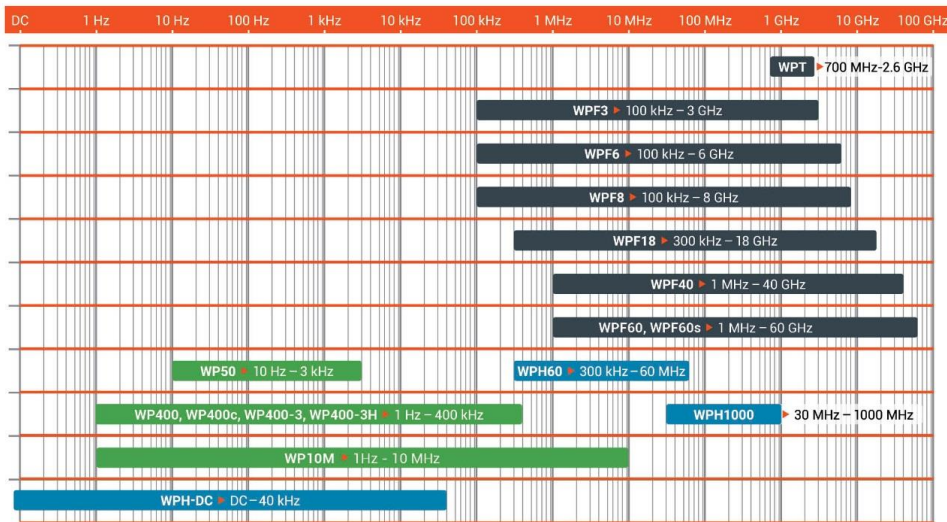 DC 1 Hz 10 Hz 100 Hz 1 kHz 10 kHz 100 kHz 1 MHz 10 MHz 100 MHz 1 GHz 10 GHz 100 GHz
WPT ▶ 700 MHz-2.6 GHz
WPF3 ▶ 100 kHz – 3 GHz
WPF6 ▶ 100 kHz – 6 GHz
WPF8 ▶ 100 kHz – 8 GHz
WPF18 ▶ 300 kHz – 18 GHz
WPF40 ▶ 1 MHz – 40 GHz
WPF60, WPF60s ▶ 1 MHz – 60 GHz
WP50 ▶ 10 Hz – 3 kHz WPH60 ▶ 300 kHz – 60 MHz
WP400, WP400c, WP400-3, WP400-3H ▶ 1 Hz – 400 kHz WPH1000 ▶ 30 MHz – 1000 MHz
WP10M ▶ 1Hz - 10 MHz
WPH-DC ▶ DC – 40 kHz